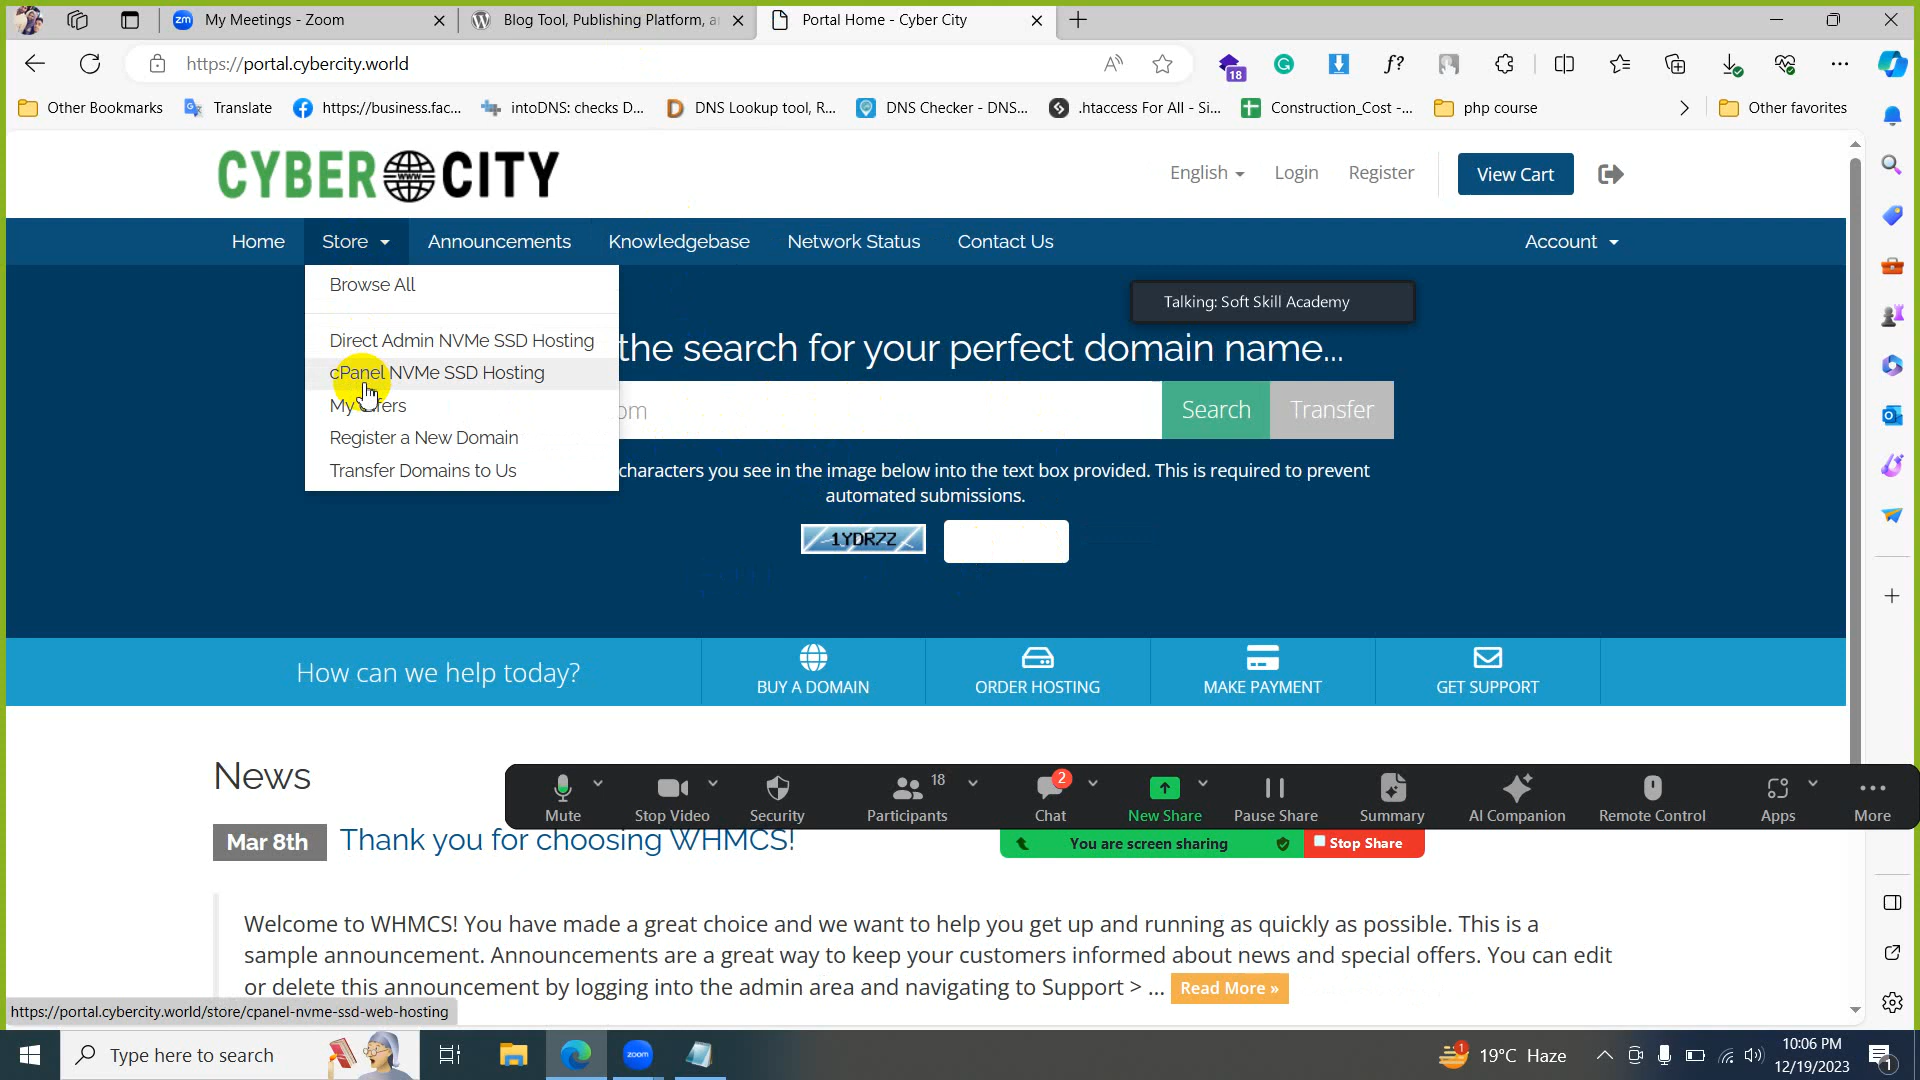 My Meetings - Zoom
Blog Tool, Publishing Platform, a
Portal Home - Cyber City
https://portal.cybercity.world
18
f?
Other Bookmarks
Translate
https://business.fac...
intoDNS: checks D...
DNS Lookup tool, R...
DNS Checker - DNS...
.htaccess For All - Si...
Construction_Cost -...
php course
Other favorites
CYBER WWW CITY
English
Login
Register
View Cart
Home
Store
Announcements
Knowledgebase
Network Status
Contact Us
Account
Browse All
Direct Admin NVMe SSD Hosting
cPanel NVMe SSD Hosting
My Offers
Register a New Domain
Transfer Domains to Us
Talking: Soft Skill Academy
the search for your perfect domain name...
om
Search
Transfer
characters you see in the image below into the text box provided. This is required to prevent
automated submissions.
1YDR7Z
How can we help today?
BUY A DOMAIN
ORDER HOSTING
MAKE PAYMENT
GET SUPPORT
News
Mute
Stop Video
Security
18
Participants
2
Chat
New Share
Pause Share
Summary
AI Companion
Remote Control
Apps
More
Mar 8th
Thank you for choosing WHMCS!
You are screen sharing
Stop Share
Welcome to WHMCS! You have made a great choice and we want to help you get up and running as quickly as possible. This is a
sample announcement. Announcements are a great way to keep your customers informed about news and special offers. You can edit
or delete this announcement by logging into the admin area and navigating to Support > ...
Read More »
https://portal.cybercity.world/store/cpanel-nvme-ssd-web-hosting
Type here to search
zoom
1
19°C Haze
10:06 PM
12/19/2023
1